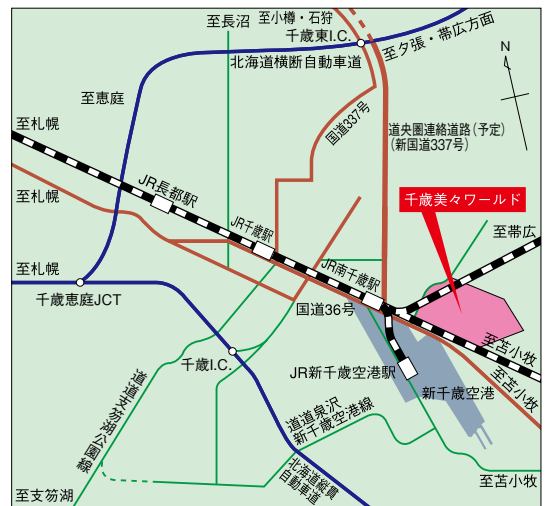 至小樽・石狩
至長沼
千歳東I.C.
至夕張・帯広方面
北海道横断自動車道
N
至恵庭
至札幌
国道337号
道央圏連絡道路(予定)
(新国道337号)
JR長都駅
至札幌
千歳美々ワールド
JR千歳駅
至帯広
至札幌
JR南千歳駅
千歳恵庭JCT
国道36号
至苫小牧
千歳I.C.
JR新千歳空港駅
至苫小牧
新千歳空港
道道支笏湖公園線
道道泉沢
新千歳空港線
北海道縦貫
自動車道
至苫小牧
至支笏湖